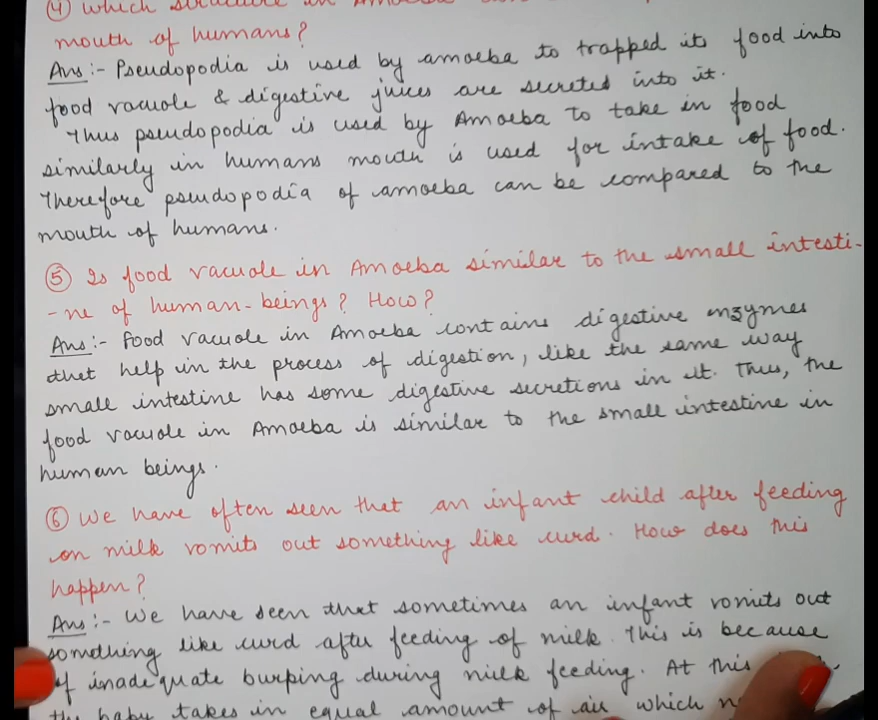 ④ Which structure in Amoeba
mouth of humans?
Ans:- Pseudopodia is used by amoeba to trapped its food into
food vacuole & digestive juices are secreted into it.
Thus pseudopodia is used by Amoeba to take in food
similarly in humans mouth is used for intake of food.
Therefore pseudopodia of amoeba can be compared to the
mouth of humans.
⑤ Is food vacuole in Amoeba similar to the small intesti-
-ne of human-beings? How?
Ans:- Food vacuole in Amoeba contains digestive enzymes
that help in the process of digestion, like the same way
small intestine has some digestive secretions in it. Thus, the
food vacuole in Amoeba is similar to the small intestine in
human beings.
⑥ We have often seen that an infant child after feeding
on milk vomits out something like curd. How does this
happen?
Ans:- We have seen that sometimes an infant vomits out
something like curd after feeding of milk. This is because
of inadequate burping during milk feeding. At this
the baby takes in equal amount of air which